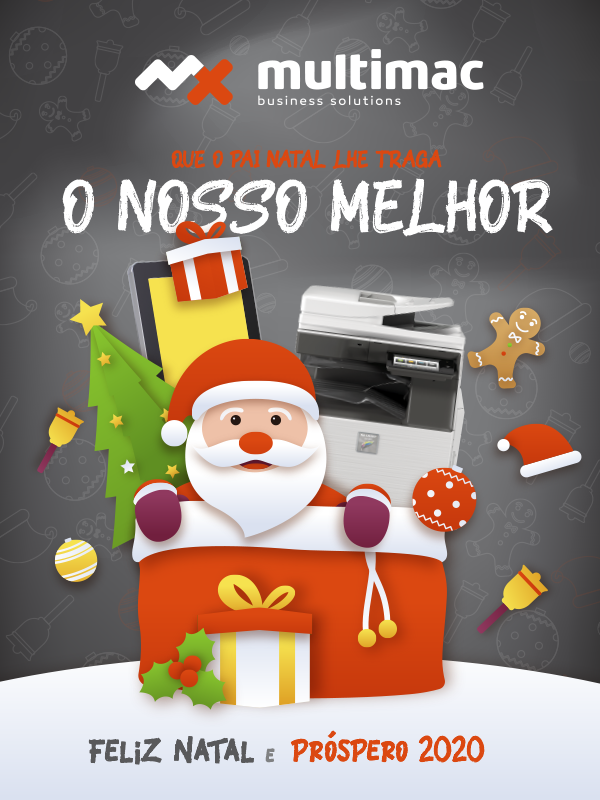 multimac
business solutions
QUE O PAI NATAL LHE TRAGA
O NOSSO MELHOR
FELiZ NATAL E PRÓSPERO 2020